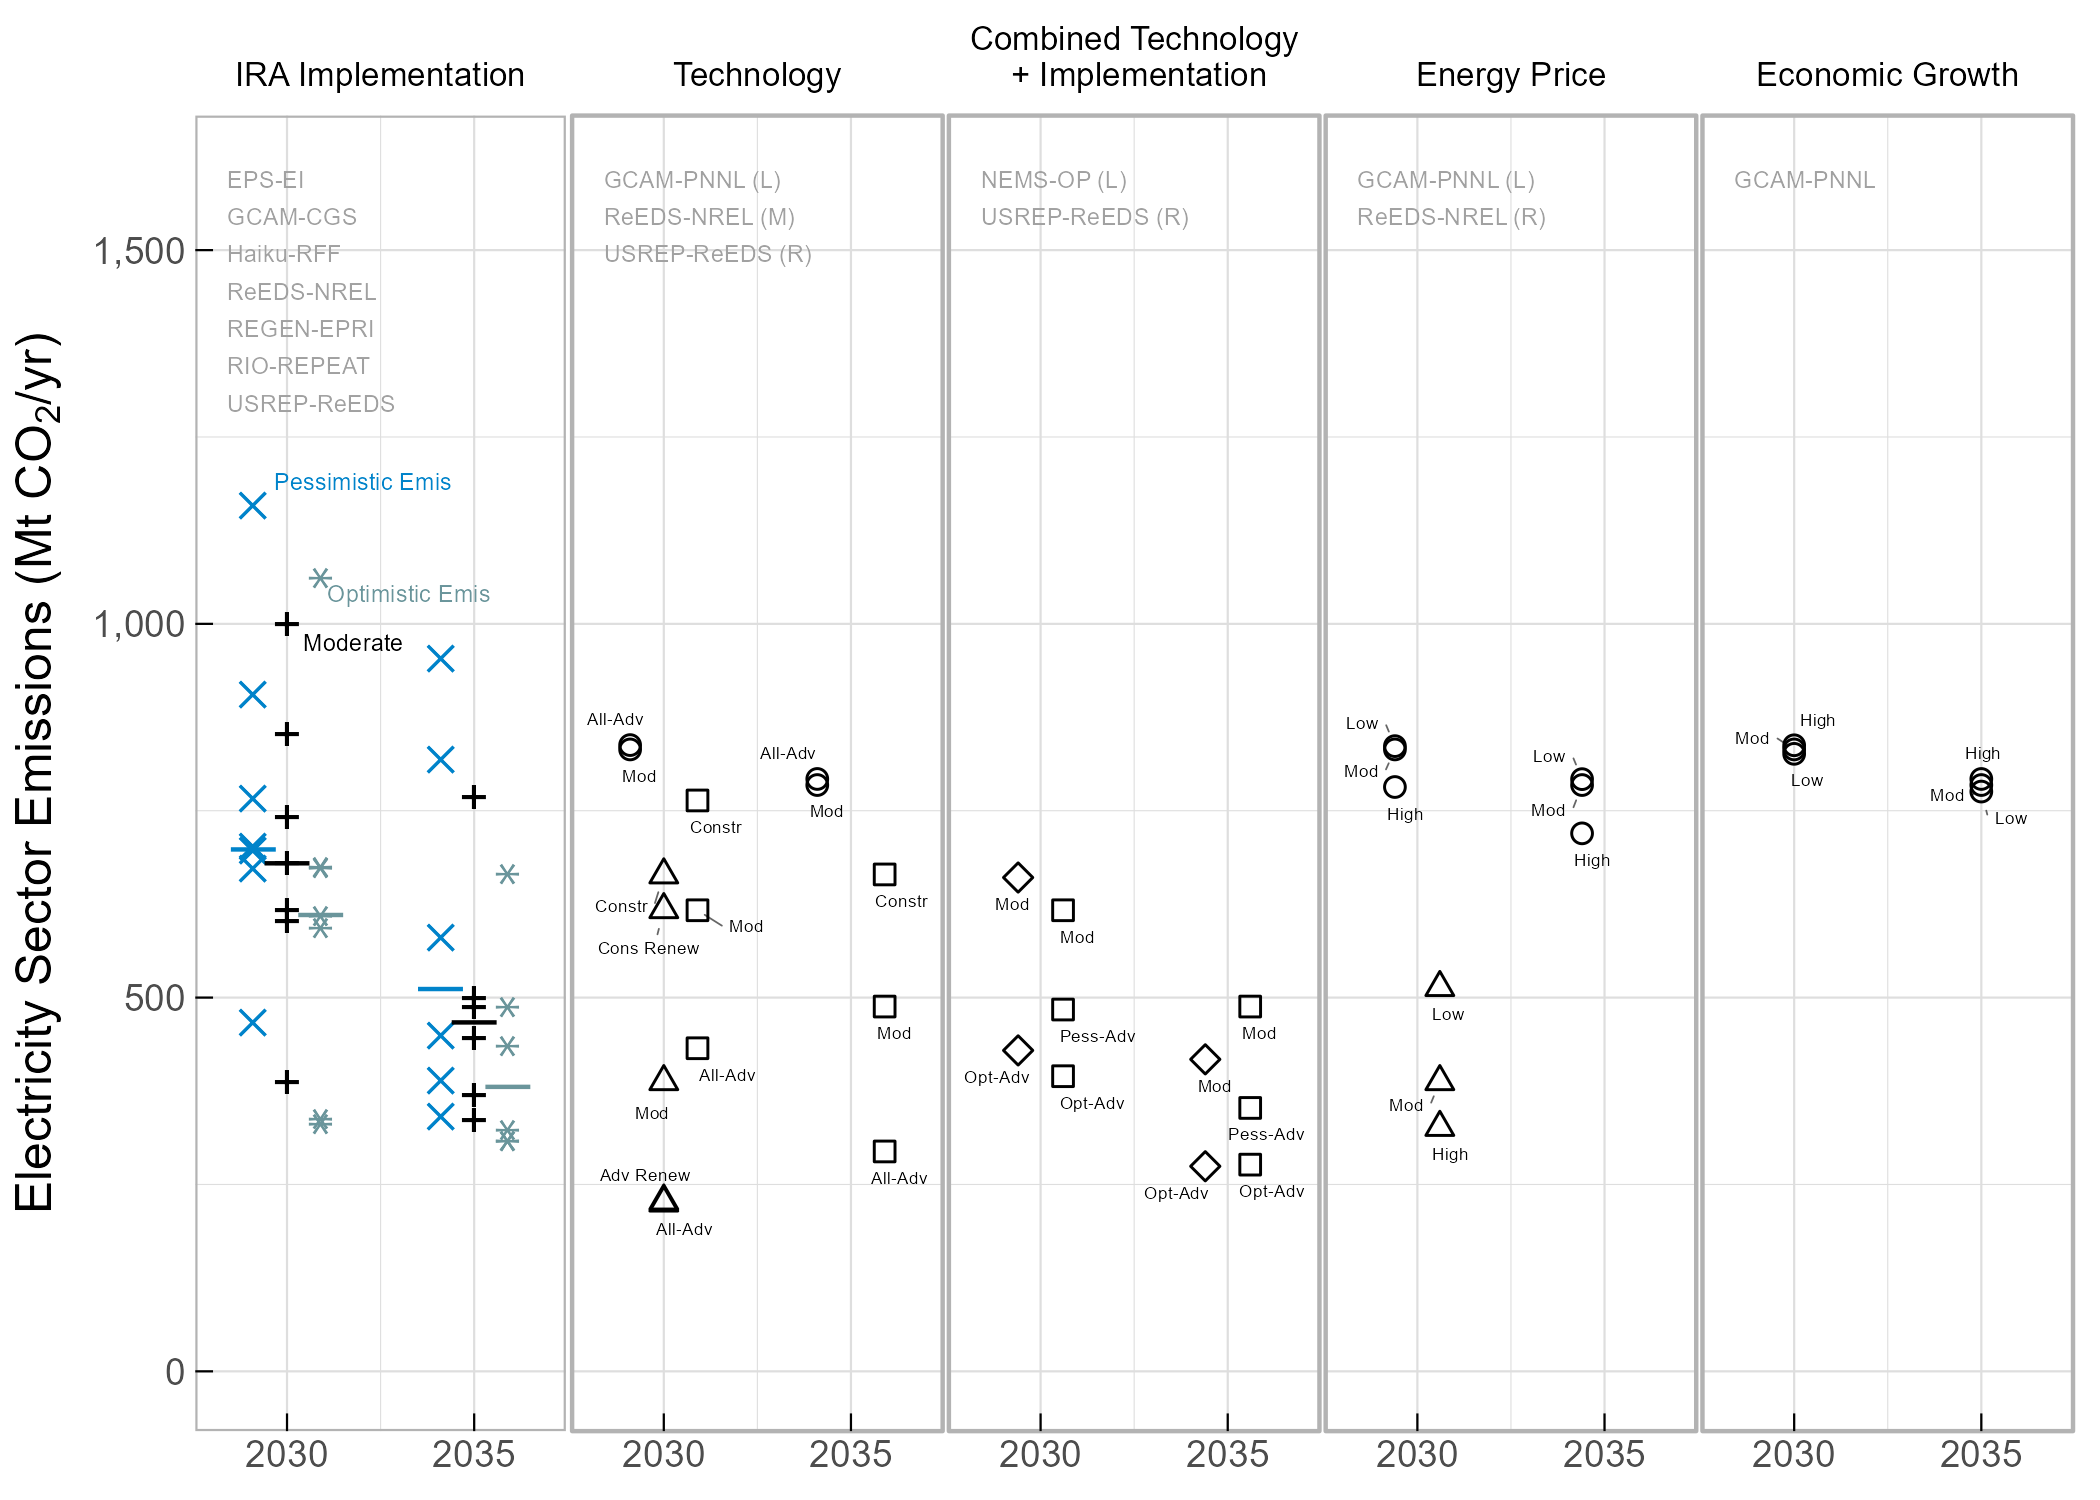 Combined Technology
IRA Implementation
Technology
+ Implementation
Energy Price
Economic Growth
Electricity Sector Emissions (Mt CO₂/yr)
1,500
1,000
500
0
EPS-EI
GCAM-CGS
Haiku-RFF
ReEDS-NREL
REGEN-EPRI
RIO-REPEAT
USREP-ReEDS
Pessimistic Emis
Optimistic Emis
Moderate
2030
2035
GCAM-PNNL (L)
ReEDS-NREL (M)
USREP-ReEDS (R)
All-Adv
Mod
All-Adv
Mod
Constr
Constr
Constr
Mod
Cons Renew
Mod
All-Adv
Mod
Adv Renew
All-Adv
All-Adv
2030
2035
NEMS-OP (L)
USREP-ReEDS (R)
Mod
Mod
Pess-Adv
Mod
Opt-Adv
Mod
Opt-Adv
Pess-Adv
Opt-Adv
Opt-Adv
2030
2035
GCAM-PNNL (L)
ReEDS-NREL (R)
Low
Low
Mod
Mod
High
High
Low
Mod
High
2030
2035
GCAM-PNNL
High
Mod
High
Low
Mod
Low
2030
2035